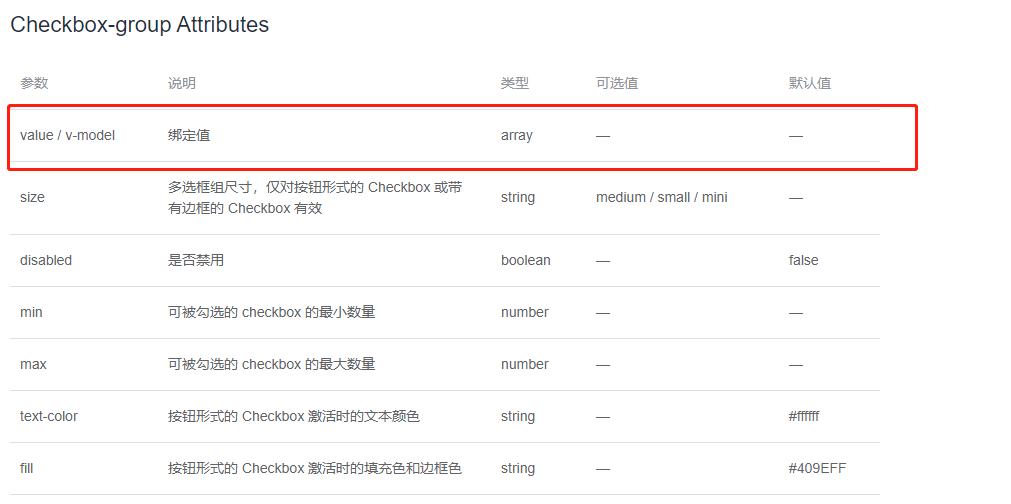 Checkbox-group Attributes
参数 说明 类型 可选值 默认值
value / v-model 绑定值 array — —
size 多选框组尺寸，仅对按钮形式的 Checkbox 或带有边框的 Checkbox 有效 string medium / small / mini —
disabled 是否禁用 boolean — false
min 可被勾选的 checkbox 的最小数量 number — —
max 可被勾选的 checkbox 的最大数量 number — —
text-color 按钮形式的 Checkbox 激活时的文本颜色 string — #ffffff
fill 按钮形式的 Checkbox 激活时的填充色和边框色 string — #409EFF